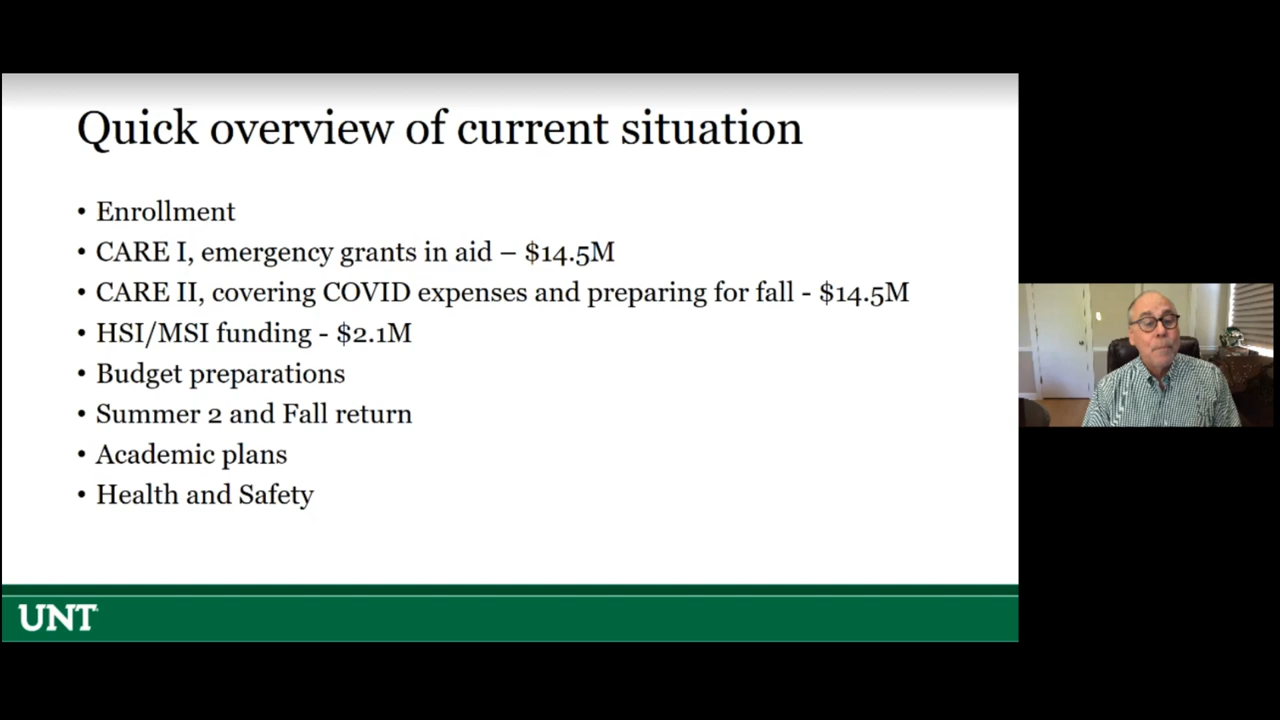 Quick overview of current situation
• Enrollment
• CARE I, emergency grants in aid – $14.5M
• CARE II, covering COVID expenses and preparing for fall - $14.5M
• HSI/MSI funding - $2.1M
• Budget preparations
• Summer 2 and Fall return
• Academic plans
• Health and Safety
UNT